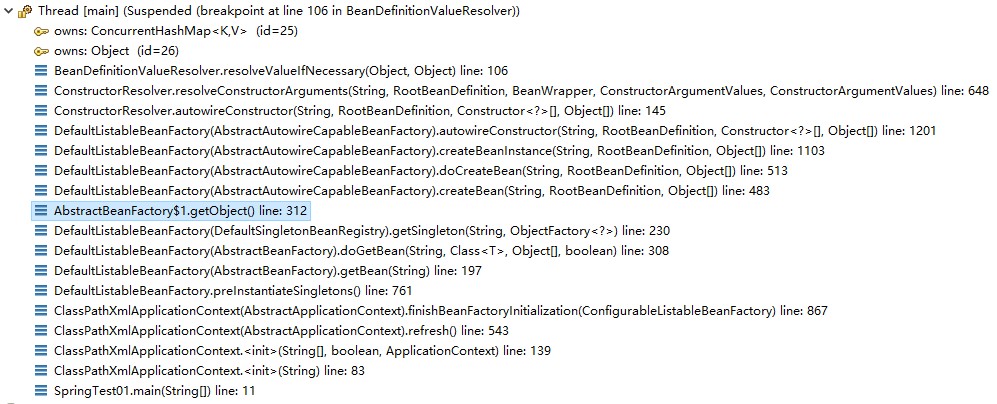 Thread [main] (Suspended (breakpoint at line 106 in BeanDefinitionValueResolver))
owns: ConcurrentHashMap<K,V>  (id=25)
owns: Object  (id=26)
BeanDefinitionValueResolver.resolveValueIfNecessary(Object, Object) line: 106
ConstructorResolver.resolveConstructorArguments(String, RootBeanDefinition, BeanWrapper, ConstructorArgumentValues, ConstructorArgumentValues) line: 648
ConstructorResolver.autowireConstructor(String, RootBeanDefinition, Constructor<?>[], Object[]) line: 145
DefaultListableBeanFactory(AbstractAutowireCapableBeanFactory).autowireConstructor(String, RootBeanDefinition, Constructor<?>[], Object[]) line: 1201
DefaultListableBeanFactory(AbstractAutowireCapableBeanFactory).createBeanInstance(String, RootBeanDefinition, Object[]) line: 1103
DefaultListableBeanFactory(AbstractAutowireCapableBeanFactory).doCreateBean(String, RootBeanDefinition, Object[]) line: 513
DefaultListableBeanFactory(AbstractAutowireCapableBeanFactory).createBean(String, RootBeanDefinition, Object[]) line: 483
AbstractBeanFactory$1.getObject() line: 312
DefaultListableBeanFactory(DefaultSingletonBeanRegistry).getSingleton(String, ObjectFactory<?>) line: 230
DefaultListableBeanFactory(AbstractBeanFactory).doGetBean(String, Class<T>, Object[], boolean) line: 308
DefaultListableBeanFactory(AbstractBeanFactory).getBean(String) line: 197
DefaultListableBeanFactory.preInstantiateSingletons() line: 761
ClassPathXmlApplicationContext(AbstractApplicationContext).finishBeanFactoryInitialization(ConfigurableListableBeanFactory) line: 867
ClassPathXmlApplicationContext(AbstractApplicationContext).refresh() line: 543
ClassPathXmlApplicationContext.<init>(String[], boolean, ApplicationContext) line: 139
ClassPathXmlApplicationContext.<init>(String) line: 83
SpringTest01.main(String[]) line: 11